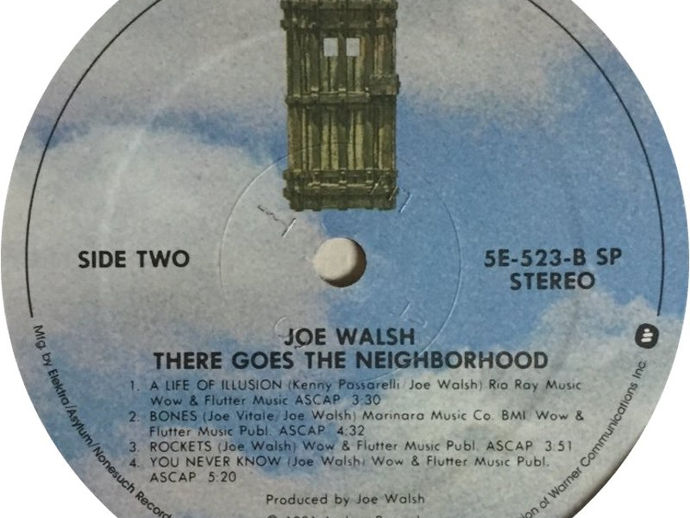 SIDE TWO
5E-523-B SP
STEREO
JOE WALSH
THERE GOES THE NEIGHBORHOOD
1. A LIFE OF ILLUSION (Kenny Passarelli/Joe Walsh) Rio Ray Music
Wow & Flutter Music ASCAP 3:30
2. BONES (Joe Vitale/Joe Walsh) Marinara Music Co. BMI Wow &
Flutter Music Publ. ASCAP 4:32
3. ROCKETS (Joe Walsh) Wow & Flutter Music Publ. ASCAP 3:51
4. YOU NEVER KNOW (Joe Walsh) Wow & Flutter Music Publ.
ASCAP 5:20
Produced by Joe Walsh
Mfg. by Elektra/Asylum/Nonesuch Record
on of Warner Communications Inc.